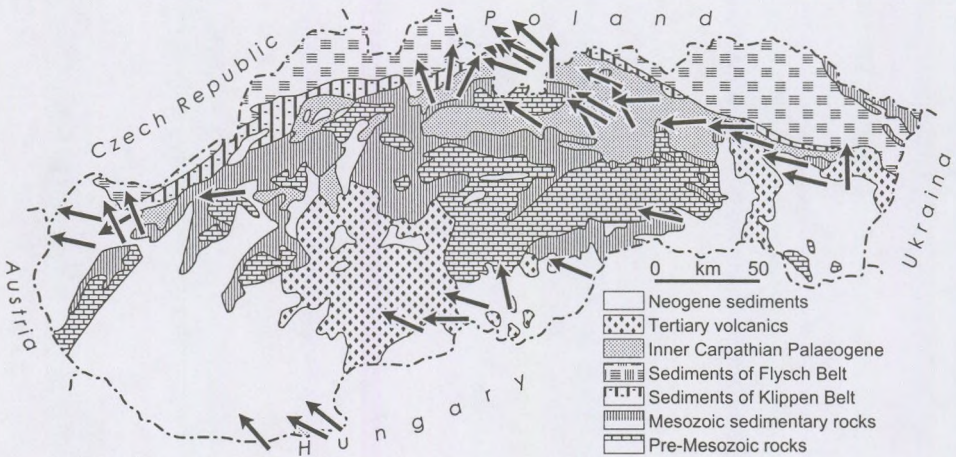 Poland
Czech Republic
Ukraina
Austria
Hungary
0 km 50
Neogene sediments
Tertiary volcanics
Inner Carpathian Palaeogene
Sediments of Flysch Belt
Sediments of Klippen Belt
Mesozoic sedimentary rocks
Pre-Mesozoic rocks